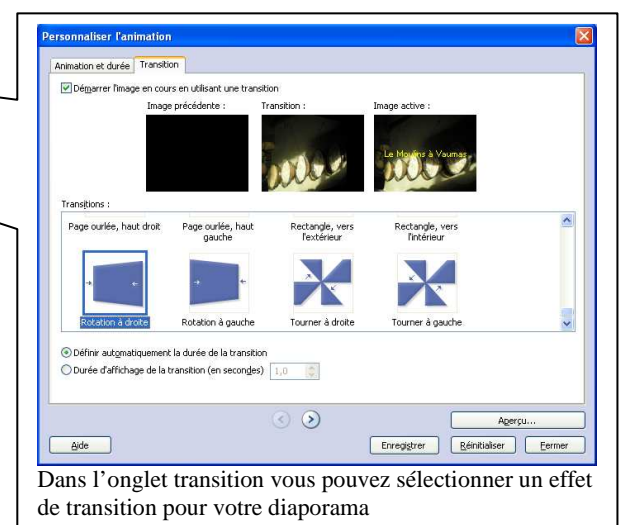 Personnaliser l'animation
Animation et durée Transition
Démarrer l'image en cours en utilisant une transition
Image précédente : Transition : Image active :
Le Moulins à Vaumas
Transitions :
Page ourlée, haut droit Page ourlée, haut gauche Rectangle, vers l'extérieur Rectangle, vers l'intérieur
Rotation à droite Rotation à gauche Tourner à droite Tourner à gauche
Définir automatiquement la durée de la transition
Durée d'affichage de la transition (en secondes) 1,0
Aperçu...
Aide Enregistrer Réinitialiser Fermer
Dans l'onglet transition vous pouvez sélectionner un effet
de transition pour votre diaporama